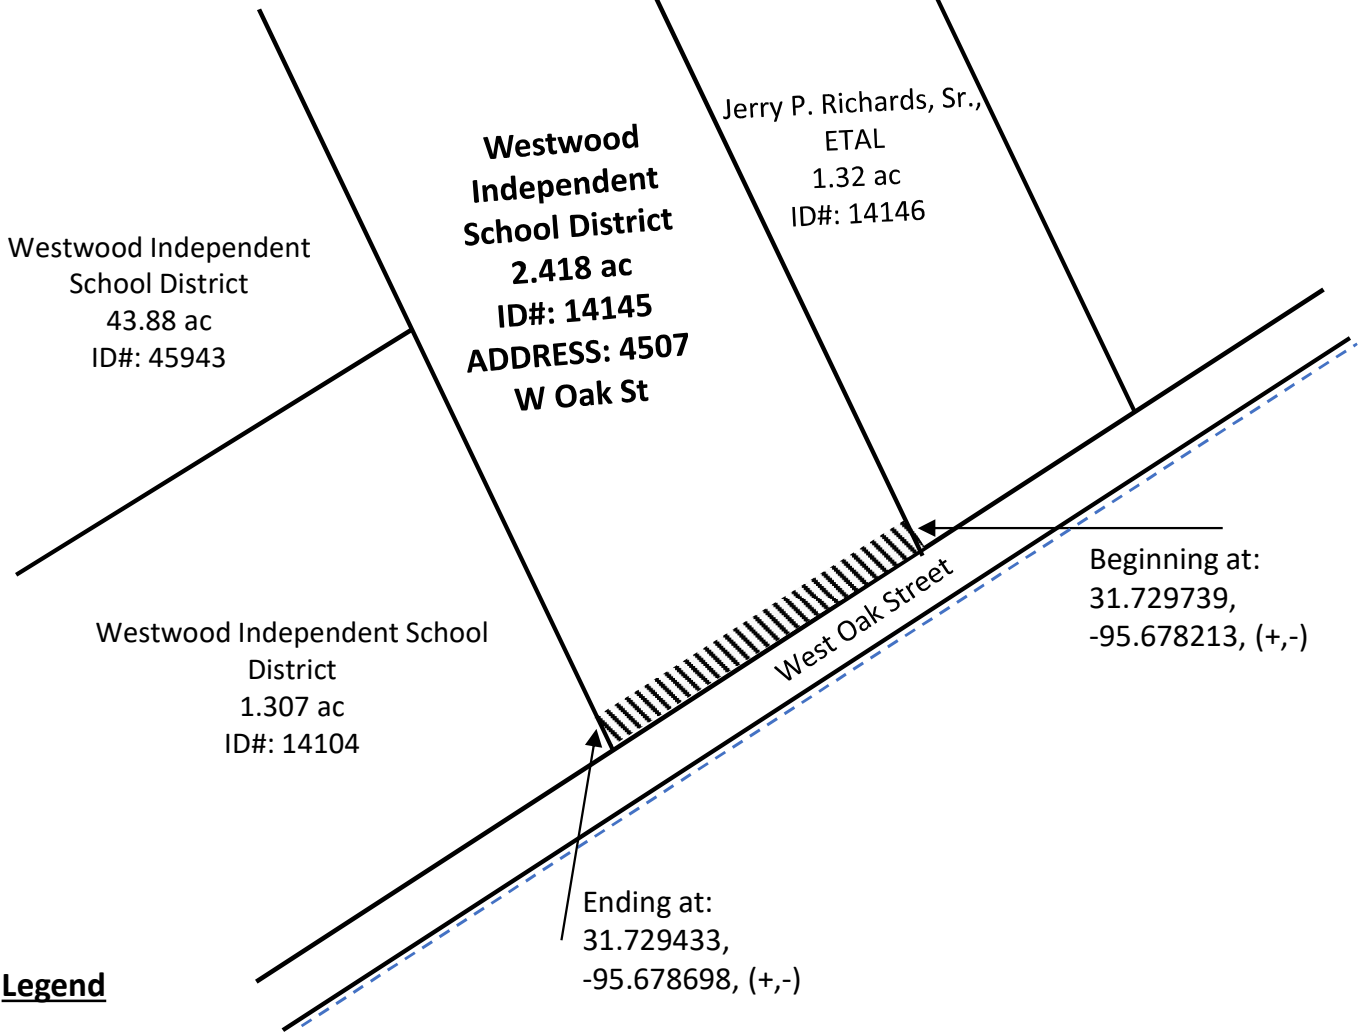 Jerry P. Richards, Sr.,
ETAL
1.32 ac
ID#: 14146
Westwood
Independent
School District
2.418 ac
ID#: 14145
ADDRESS: 4507
W Oak St
Westwood Independent
School District
43.88 ac
ID#: 45943
Beginning at:
31.729739,
-95.678213, (+,-)
West Oak Street
Westwood Independent School
District
1.307 ac
ID#: 14104
Ending at:
31.729433,
-95.678698, (+,-)
Legend